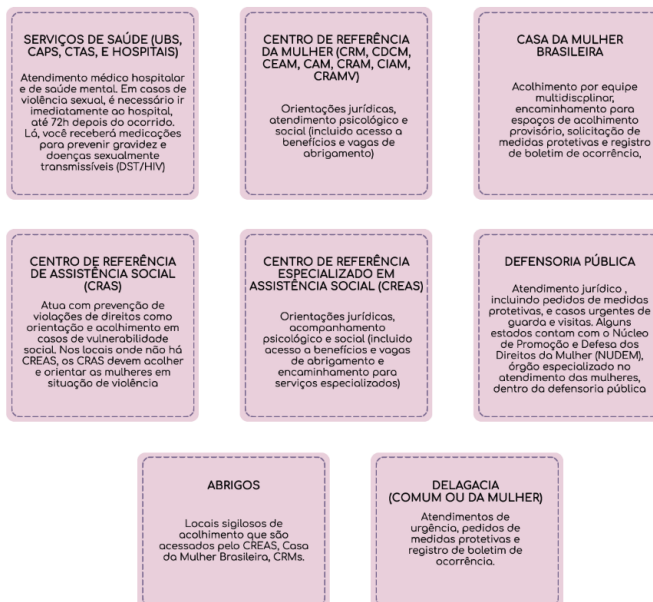 SERVIÇOS DE SAÚDE (UBS,
CAPS, CTAS, E HOSPITAIS)
Atendimento médico hospitalar
e de saúde mental. Em casos de
violência sexual, é necessário ir
imediatamente ao hospital,
até 72h depois do ocorrido.
Lá, você receberá medicações
para prevenir gravidez e
doenças sexualmente
transmissíveis (DST/HIV)
CENTRO DE REFERÊNCIA
DA MULHER (CRM, CDCM,
CEAM, CAM, CRAM, CIAM,
CRAMV)
Orientações jurídicas,
atendimento psicológico e
social (incluido acesso a
benefícios e vagas de
abrigamento)
CASA DA MULHER
BRASILEIRA
Acolhimento por equipe
multidiscplinar,
encaminhamento para
espaços de acolhimento
provisório, solicitação de
medidas protetivas e registro
de boletim de ocorrência,
CENTRO DE REFERÊNCIA
DE ASSISTÊNCIA SOCIAL
(CRAS)
Atua com prevenção de
violações de direitos como
orientação e acolhimento em
casos de vulnerabilidade
social. Nos locais onde não há
CREAS, os CRAS devem acolher
e orientar as mulheres em
situação de violência
CENTRO DE REFERÊNCIA
ESPECIALIZADO EM
ASSISTÊNCIA SOCIAL (CREAS)
Orientações jurídicas,
acompanhamento
psicológico e social (incluido
acesso a benefícios e vagas
de abrigamento e
encaminhamento para
serviços especializados)
DEFENSORIA PÚBLICA
Atendimento jurídico ,
incluindo pedidos de medidas
protetivas, e casos urgentes de
guarda e visitas. Alguns
estados contam com o Núcleo
de Promoção e Defesa dos
Direitos da Mulher (NUDEM),
órgão especializado no
atendimento das mulheres,
dentro da defensoria pública
ABRIGOS
Locais sigilosos de
acolhimento que são
acessados pelo CREAS, Casa
da Mulher Brasileira, CRMs.
DELAGACIA
(COMUM OU DA MULHER)
Atendimentos de
urgência, pedidos de
medidas protetivas e
registro de boletim de
ocorrência.